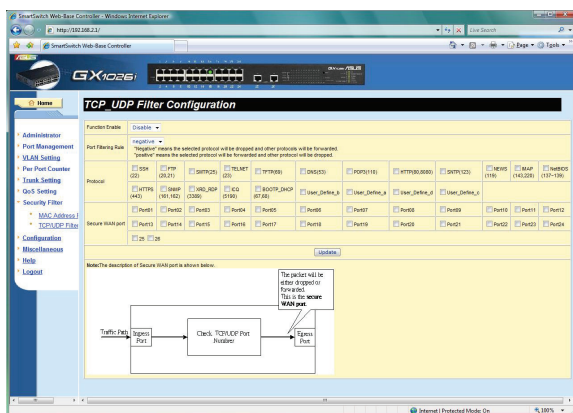 SmartSwitch Web-Base Controller - Windows Internet Explorer
http://192.168.2.1/
Live Search
SmartSwitch Web-Base Controller
Page
Tools
ASUS
GX1026i
Home
Administrator
Port Management
VLAN Setting
Per Port Counter
Trunk Setting
QoS Setting
Security Filter
MAC Address F
TCP/UDP Filter
Configuration
Miscellaneous
Help
Logout
TCP_UDP Filter Configuration
Function Enable
Disable
Port Filtering Rule
negative
"Negative" means the selected protocol will be dropped and other protocols will be forwarded.
"positive" means the selected protocol will be forwarded and other protocol will be dropped.
Protocol
SSH (22)
FTP (20,21)
SMTP(25)
TELNET (23)
TFTP(69)
DNS(53)
POP3(110)
HTTP(80,8080)
SNTP(123)
NEWS (119)
IMAP (143,220)
NetBIOS (137~139)
HTTPS (443)
SNMP (161,162)
XRD_RDP (3389)
ICQ (5190)
BOOTP_DHCP (67,68)
User_Define_b
User_Define_a
User_Define_d
User_Define_c
Secure WAN port
Port01
Port02
Port03
Port04
Port05
Port06
Port07
Port08
Port09
Port10
Port11
Port12
Port13
Port14
Port15
Port16
Port17
Port18
Port19
Port20
Port21
Port22
Port23
Port24
25
26
Update
Note:The description of Secure WAN port is shown below.
The packet will be
either dropped or
forwarded.
This is the secure
WAN port.
Traffic Path
Ingress
Port
Check TCP/UDP Port
Number
Egress
Port
Internet | Protected Mode: On
100%